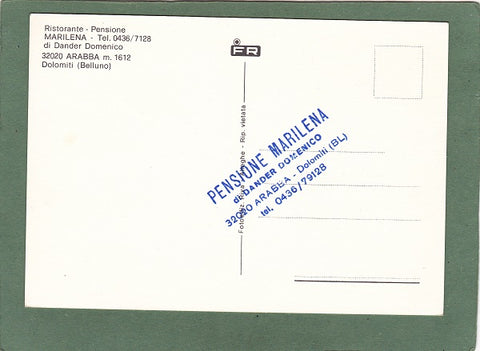 Ristorante - Pensione
MARILENA - Tel. 0436/7128
di Dander Domenico
32020 ARABBA m. 1612
Dolomiti (Belluno)
FR
Rip. vietata
PENSIONE MARILENA
di DANDER DOMENICO
32020 ARABBA - Dolomiti (BL)
tel. 0436/79128